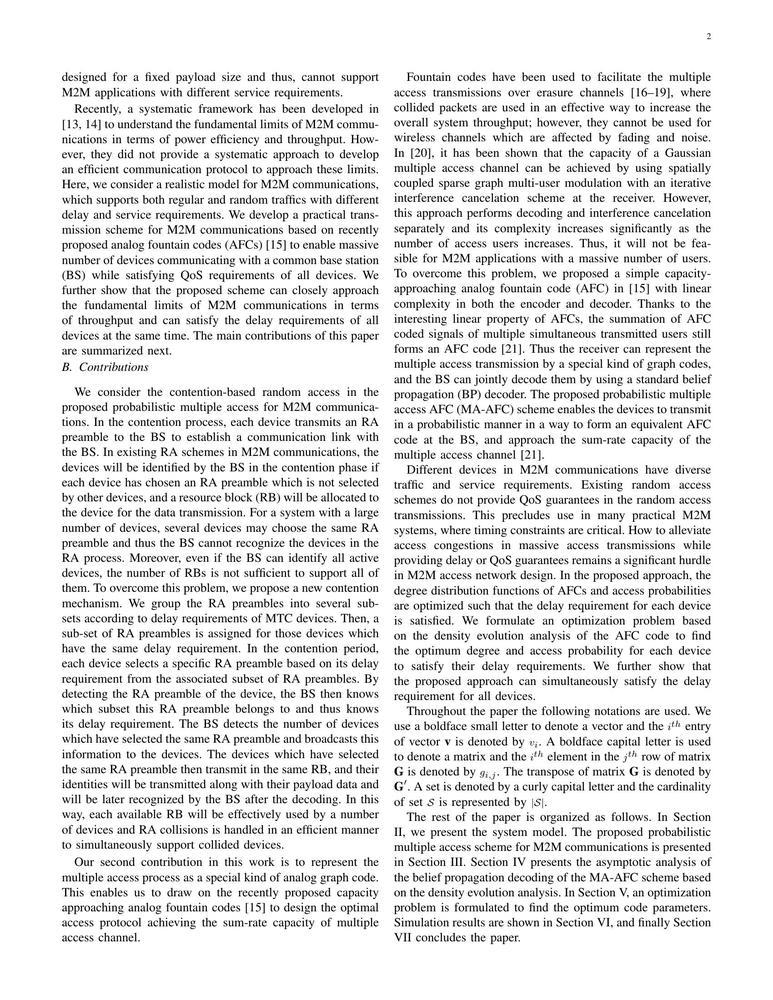 2
designed for a fixed payload size and thus, cannot support
M2M applications with different service requirements.
Recently, a systematic framework has been developed in
[13, 14] to understand the fundamental limits of M2M commu-
nications in terms of power efficiency and throughput. How-
ever, they did not provide a systematic approach to develop
an efficient communication protocol to approach these limits.
Here, we consider a realistic model for M2M communications,
which supports both regular and random traffics with different
delay and service requirements. We develop a practical trans-
mission scheme for M2M communications based on recently
proposed analog fountain codes (AFCs) [15] to enable massive
number of devices communicating with a common base station
(BS) while satisfying QoS requirements of all devices. We
further show that the proposed scheme can closely approach
the fundamental limits of M2M communications in terms
of throughput and can satisfy the delay requirements of all
devices at the same time. The main contributions of this paper
are summarized next.
B. Contributions
We consider the contention-based random access in the
proposed probabilistic multiple access for M2M communica-
tions. In the contention process, each device transmits an RA
preamble to the BS to establish a communication link with
the BS. In existing RA schemes in M2M communications, the
devices will be identified by the BS in the contention phase if
each device has chosen an RA preamble which is not selected
by other devices, and a resource block (RB) will be allocated to
the device for the data transmission. For a system with a large
number of devices, several devices may choose the same RA
preamble and thus the BS cannot recognize the devices in the
RA process. Moreover, even if the BS can identify all active
devices, the number of RBs is not sufficient to support all of
them. To overcome this problem, we propose a new contention
mechanism. We group the RA preambles into several sub-
sets according to delay requirements of MTC devices. Then, a
sub-set of RA preambles is assigned for those devices which
have the same delay requirement. In the contention period,
each device selects a specific RA preamble based on its delay
requirement from the associated subset of RA preambles. By
detecting the RA preamble of the device, the BS then knows
which subset this RA preamble belongs to and thus knows
its delay requirement. The BS detects the number of devices
which have selected the same RA preamble and broadcasts this
information to the devices. The devices which have selected
the same RA preamble then transmit in the same RB, and their
identities will be transmitted along with their payload data and
will be later recognized by the BS after the decoding. In this
way, each available RB will be effectively used by a number
of devices and RA collisions is handled in an efficient manner
to simultaneously support collided devices.
Our second contribution in this work is to represent the
multiple access process as a special kind of analog graph code.
This enables us to draw on the recently proposed capacity
approaching analog fountain codes [15] to design the optimal
access protocol achieving the sum-rate capacity of multiple
access channel.
Fountain codes have been used to facilitate the multiple
access transmissions over erasure channels [16–19], where
collided packets are used in an effective way to increase the
overall system throughput; however, they cannot be used for
wireless channels which are affected by fading and noise.
In [20], it has been shown that the capacity of a Gaussian
multiple access channel can be achieved by using spatially
coupled sparse graph multi-user modulation with an iterative
interference cancelation scheme at the receiver. However,
this approach performs decoding and interference cancelation
separately and its complexity increases significantly as the
number of access users increases. Thus, it will not be fea-
sible for M2M applications with a massive number of users.
To overcome this problem, we proposed a simple capacity-
approaching analog fountain code (AFC) in [15] with linear
complexity in both the encoder and decoder. Thanks to the
interesting linear property of AFCs, the summation of AFC
coded signals of multiple simultaneous transmitted users still
forms an AFC code [21]. Thus the receiver can represent the
multiple access transmission by a special kind of graph codes,
and the BS can jointly decode them by using a standard belief
propagation (BP) decoder. The proposed probabilistic multiple
access AFC (MA-AFC) scheme enables the devices to transmit
in a probabilistic manner in a way to form an equivalent AFC
code at the BS, and approach the sum-rate capacity of the
multiple access channel [21].
Different devices in M2M communications have diverse
traffic and service requirements. Existing random access
schemes do not provide QoS guarantees in the random access
transmissions. This precludes use in many practical M2M
systems, where timing constraints are critical. How to alleviate
access congestions in massive access transmissions while
providing delay or QoS guarantees remains a significant hurdle
in M2M access network design. In the proposed approach, the
degree distribution functions of AFCs and access probabilities
are optimized such that the delay requirement for each device
is satisfied. We formulate an optimization problem based
on the density evolution analysis of the AFC code to find
the optimum degree and access probability for each device
to satisfy their delay requirements. We further show that
the proposed approach can simultaneously satisfy the delay
requirement for all devices.
Throughout the paper the following notations are used. We
use a boldface small letter to denote a vector and the i^{th} entry
of vector v is denoted by v_i. A boldface capital letter is used
to denote a matrix and the i^{th} element in the j^{th} row of matrix
G is denoted by g_{i,j}. The transpose of matrix G is denoted by
G′. A set is denoted by a curly capital letter and the cardinality
of set 𝒮 is represented by |𝒮|.
The rest of the paper is organized as follows. In Section
II, we present the system model. The proposed probabilistic
multiple access scheme for M2M communications is presented
in Section III. Section IV presents the asymptotic analysis of
the belief propagation decoding of the MA-AFC scheme based
on the density evolution analysis. In Section V, an optimization
problem is formulated to find the optimum code parameters.
Simulation results are shown in Section VI, and finally Section
VII concludes the paper.